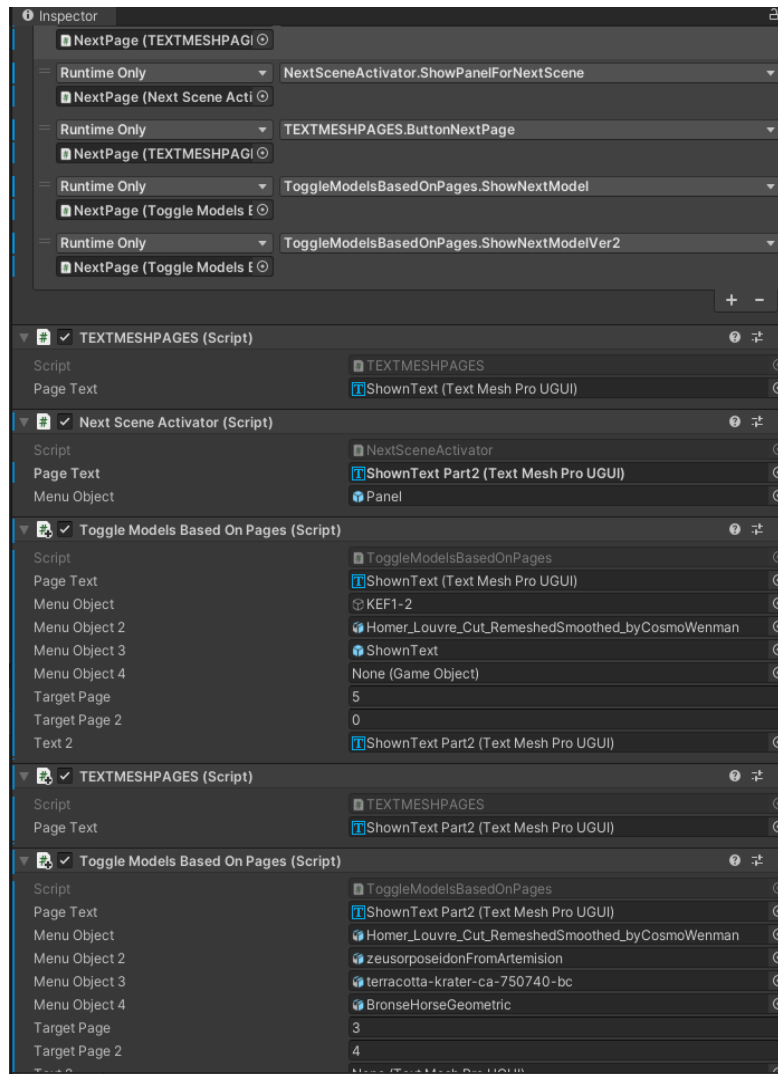 Inspector
NextPage (TEXTMESHPAGI
Runtime Only NextSceneActivator.ShowPanelForNextScene
NextPage (Next Scene Acti
Runtime Only TEXTMESHPAGES.ButtonNextPage
NextPage (TEXTMESHPAGI
Runtime Only ToggleModelsBasedOnPages.ShowNextModel
NextPage (Toggle Models E
Runtime Only ToggleModelsBasedOnPages.ShowNextModelVer2
NextPage (Toggle Models E
+ -
# TEXTMESHPAGES (Script)
Script TEXTMESHPAGES
Page Text ShownText (Text Mesh Pro UGUI)
# Next Scene Activator (Script)
Script NextSceneActivator
Page Text ShownText Part2 (Text Mesh Pro UGUI)
Menu Object Panel
# Toggle Models Based On Pages (Script)
Script ToggleModelsBasedOnPages
Page Text ShownText (Text Mesh Pro UGUI)
Menu Object KEF1-2
Menu Object 2 Homer_Louvre_Cut_RemeshedSmoothed_byCosmoWenman
Menu Object 3 ShownText
Menu Object 4 None (Game Object)
Target Page 5
Target Page 2 0
Text 2 ShownText Part2 (Text Mesh Pro UGUI)
# TEXTMESHPAGES (Script)
Script TEXTMESHPAGES
Page Text ShownText Part2 (Text Mesh Pro UGUI)
# Toggle Models Based On Pages (Script)
Script ToggleModelsBasedOnPages
Page Text ShownText Part2 (Text Mesh Pro UGUI)
Menu Object Homer_Louvre_Cut_RemeshedSmoothed_byCosmoWenman
Menu Object 2 zeusorposeidonFromArtemision
Menu Object 3 terracotta-krater-ca-750740-bc
Menu Object 4 BronseHorseGeometric
Target Page 3
Target Page 2 4